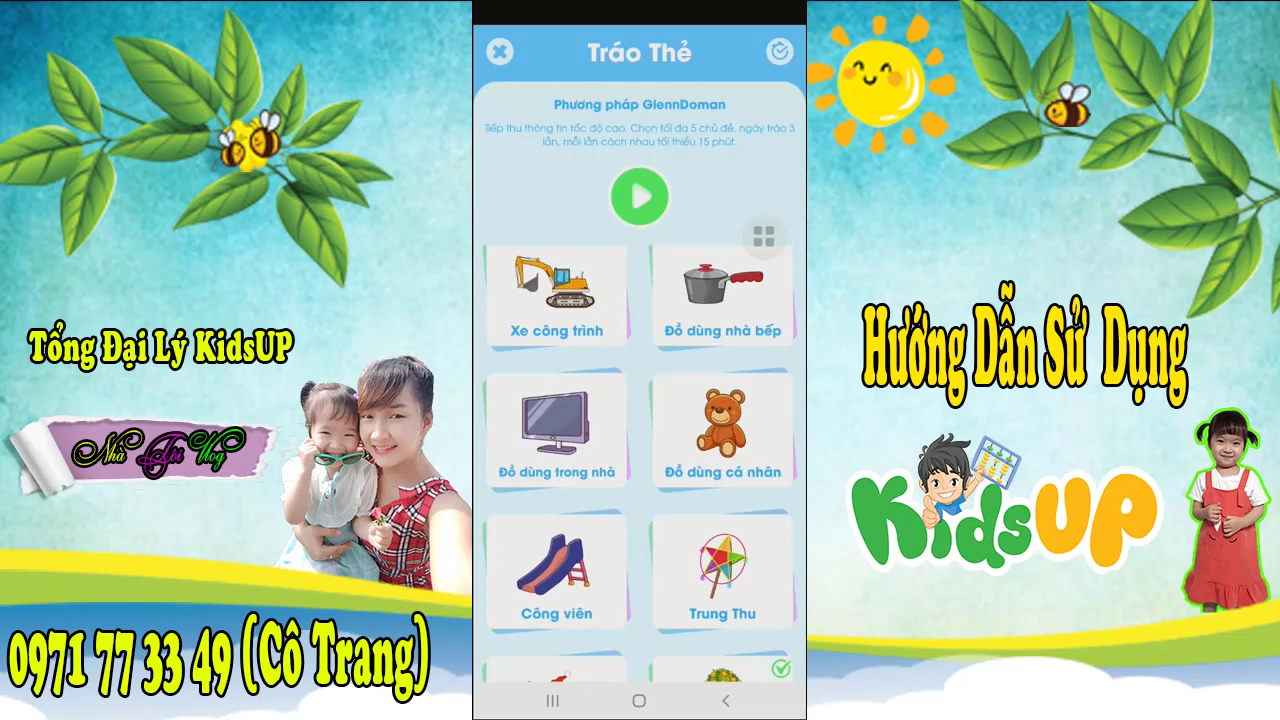 Tổng Đại Lý KidsUP
Nhà Tôi Vlog
0971 77 33 49 (Cô Trang)
Tráo Thẻ
Phương pháp GlennDoman
Tiếp thu thông tin tốc độ cao. Chọn tối đa 5 chủ đề, ngày tráo 3
lần, mỗi lần cách nhau tối thiểu 15 phút.
Xe công trình
Đồ dùng nhà bếp
Đồ dùng trong nhà
Đồ dùng cá nhân
Công viên
Trung Thu
Hướng Dẫn Sử Dụng
KidsUP